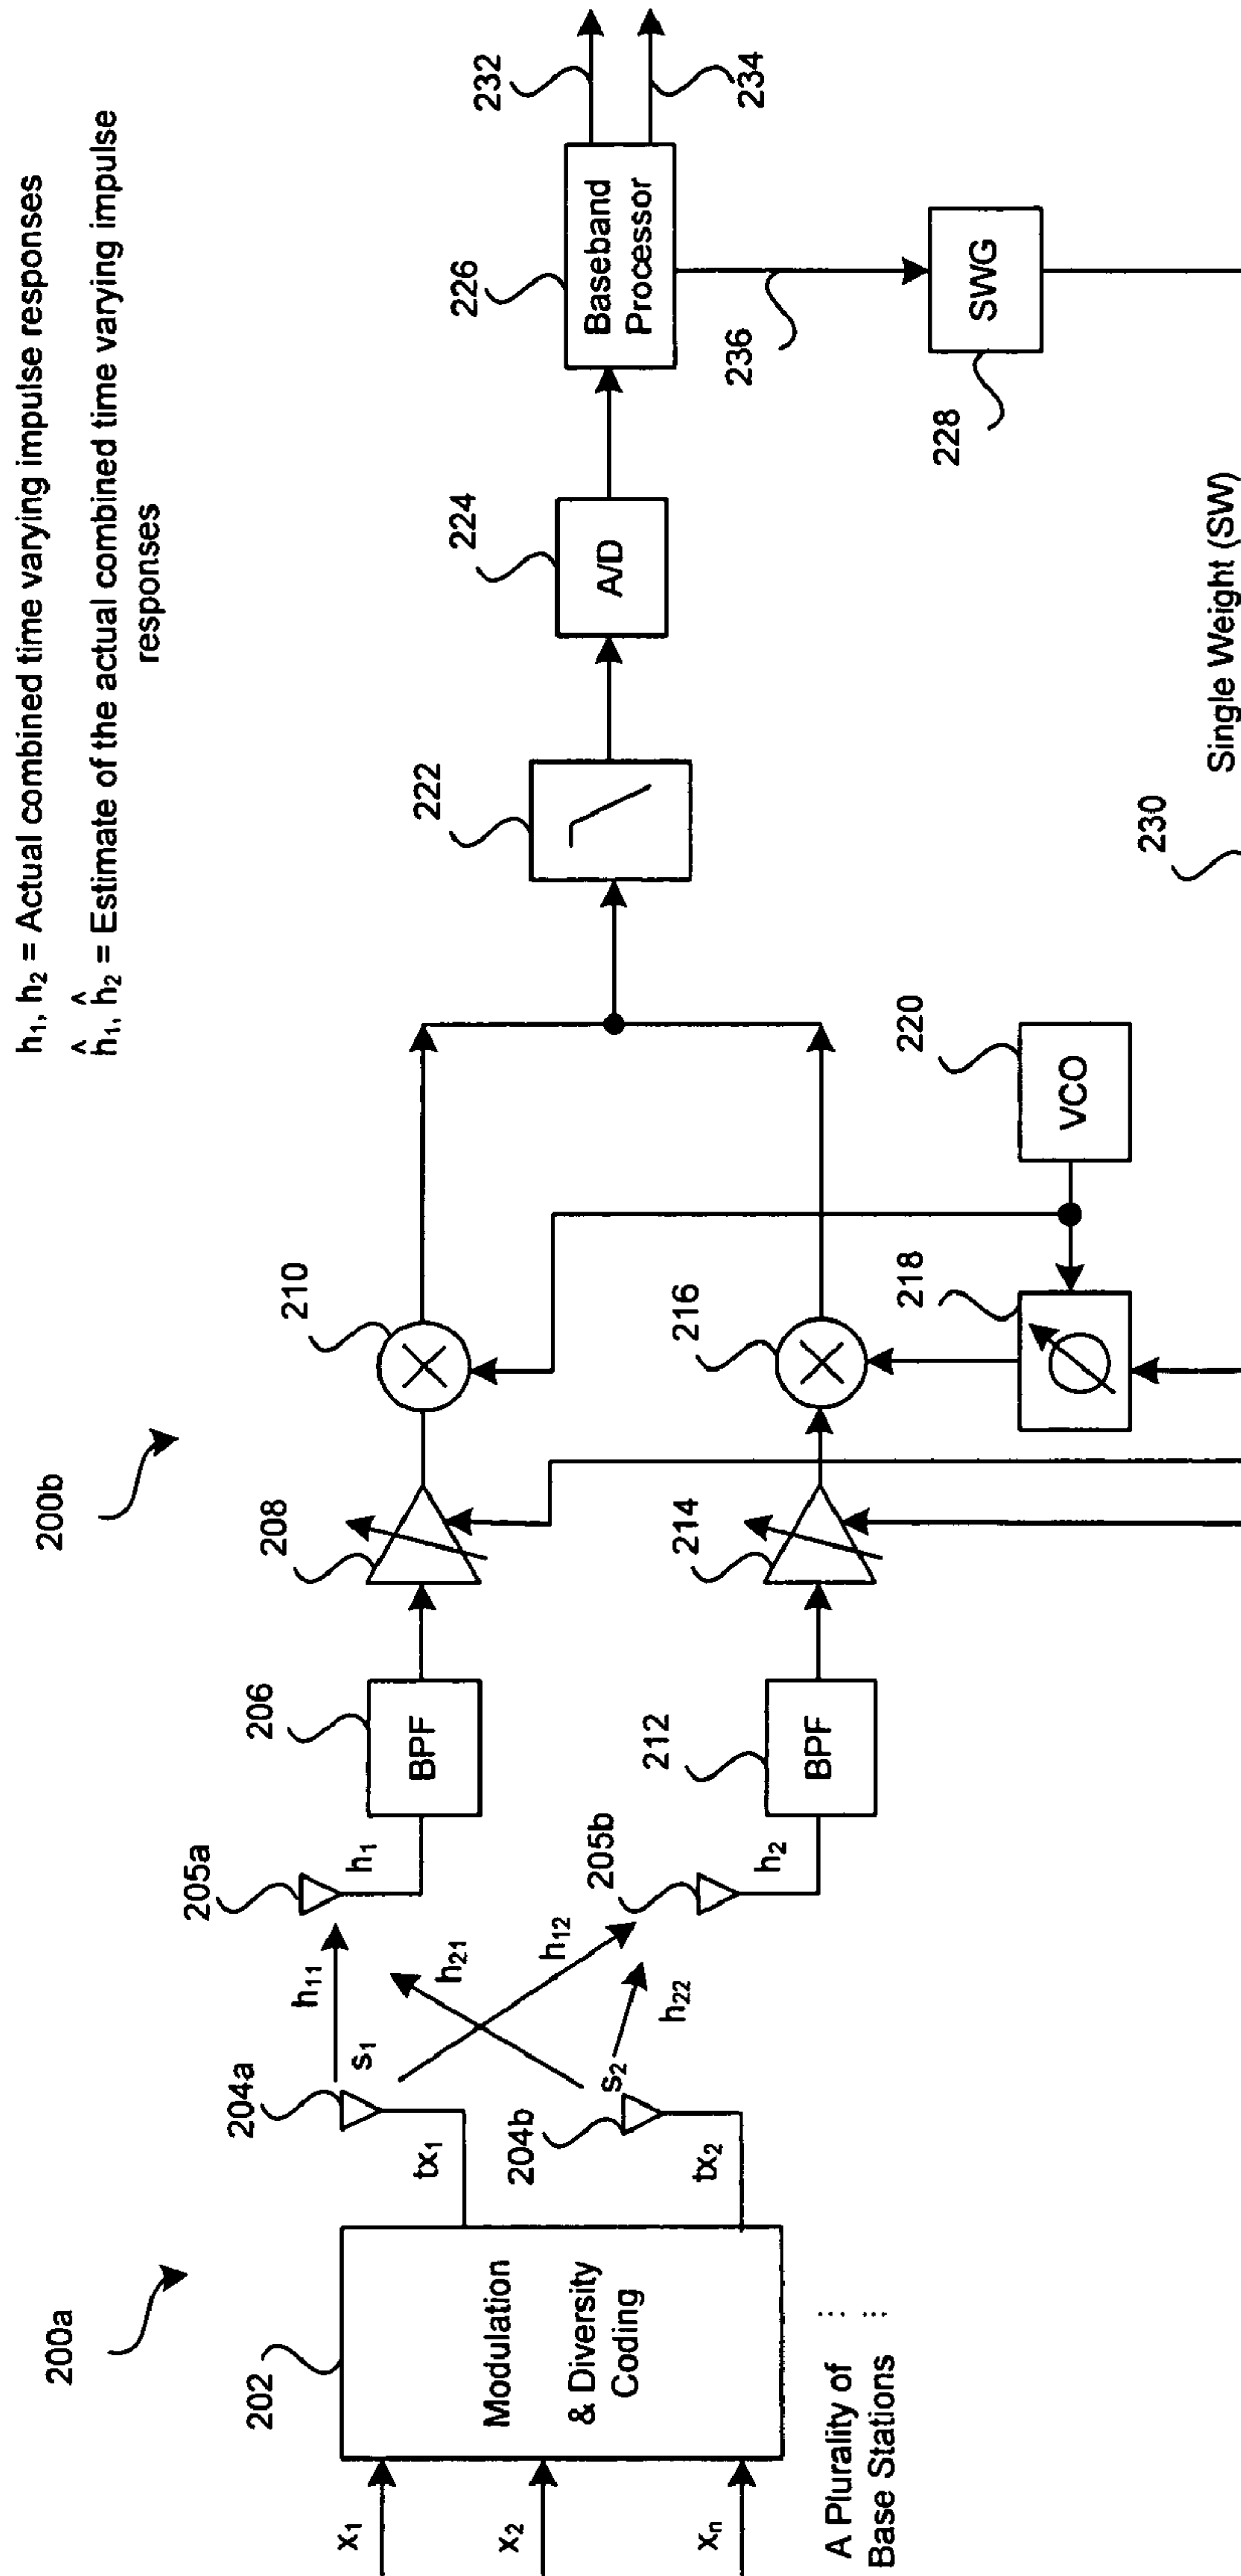 h₁, h₂ = Actual combined time varying impulse responses
ĥ₁, ĥ₂ = Estimate of the actual combined time varying impulse
responses
200a
200b
x₁
x₂
xₙ
202
Modulation
& Diversity
Coding
A Plurality of
Base Stations
tx₁
tx₂
204a
204b
s₁
s₂
h₁₁
h₂₁
h₁₂
h₂₂
205a
205b
h₁
h₂
206
BPF
212
BPF
208
214
210
216
218
220
VCO
222
224
A/D
226
Baseband
Processor
232
234
236
228
SWG
230
Single Weight (SW)